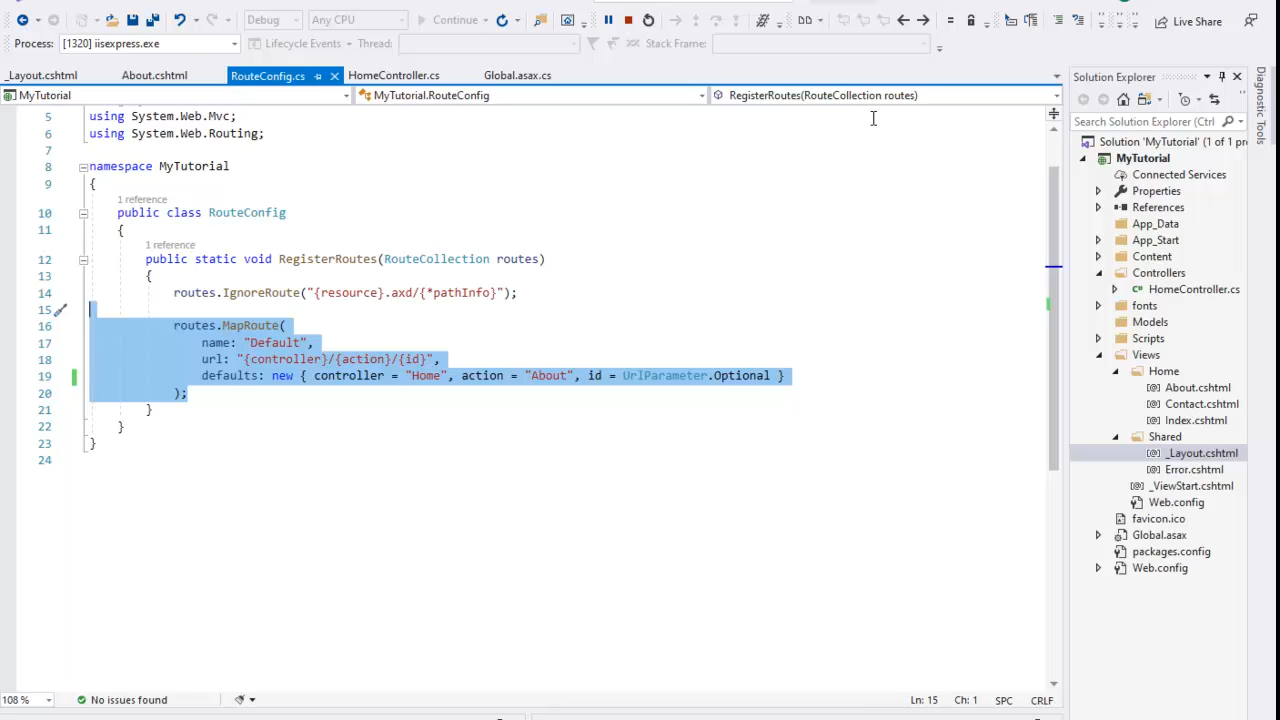 Debug
Any CPU
Continue
Live Share
Process: [1320] iisexpress.exe
Lifecycle Events
Thread:
Stack Frame:
_Layout.cshtml
About.cshtml
RouteConfig.cs
HomeController.cs
Global.asax.cs
MyTutorial
MyTutorial.RouteConfig
RegisterRoutes(RouteCollection routes)
5 using System.Web.Mvc;
6 using System.Web.Routing;
7
8 namespace MyTutorial
9 {
1 reference
10 public class RouteConfig
11 {
1 reference
12 public static void RegisterRoutes(RouteCollection routes)
13 {
14 routes.IgnoreRoute("{resource}.axd/{*pathInfo}");
15
16 routes.MapRoute(
17 name: "Default",
18 url: "{controller}/{action}/{id}",
19 defaults: new { controller = "Home", action = "About", id = UrlParameter.Optional }
20 );
21 }
22 }
23 }
24
Solution Explorer
Search Solution Explorer (Ctrl
Solution 'MyTutorial' (1 of 1 pr
MyTutorial
Connected Services
Properties
References
App_Data
App_Start
Content
Controllers
C# HomeController.cs
fonts
Models
Scripts
Views
Home
About.cshtml
Contact.cshtml
Index.cshtml
Shared
_Layout.cshtml
Error.cshtml
_ViewStart.cshtml
Web.config
favicon.ico
Global.asax
packages.config
Web.config
Diagnostic Tools
108 %
No issues found
Ln: 15
Ch: 1
SPC
CRLF